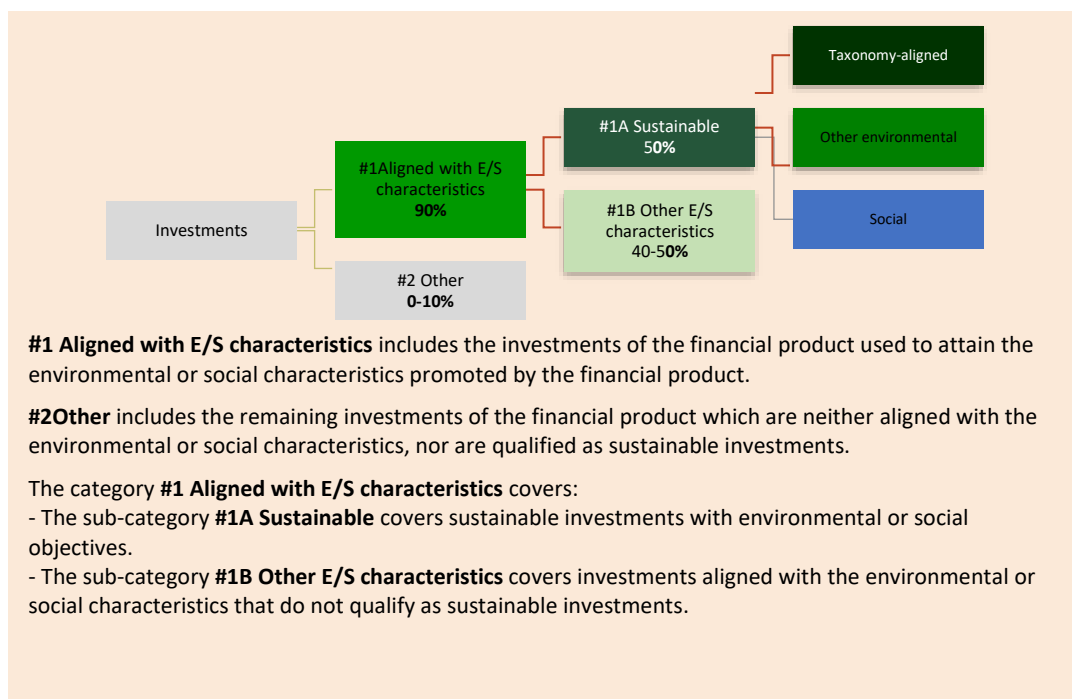 Taxonomy-aligned
#1A Sustainable
50%
Other environmental
#1Aligned with E/S
characteristics
90%
#1B Other E/S
characteristics
40-50%
Social
Investments
#2 Other
0-10%
#1 Aligned with E/S characteristics includes the investments of the financial product used to attain the
environmental or social characteristics promoted by the financial product.
#2Other includes the remaining investments of the financial product which are neither aligned with the
environmental or social characteristics, nor are qualified as sustainable investments.
The category #1 Aligned with E/S characteristics covers:
- The sub-category #1A Sustainable covers sustainable investments with environmental or social
objectives.
- The sub-category #1B Other E/S characteristics covers investments aligned with the environmental or
social characteristics that do not qualify as sustainable investments.